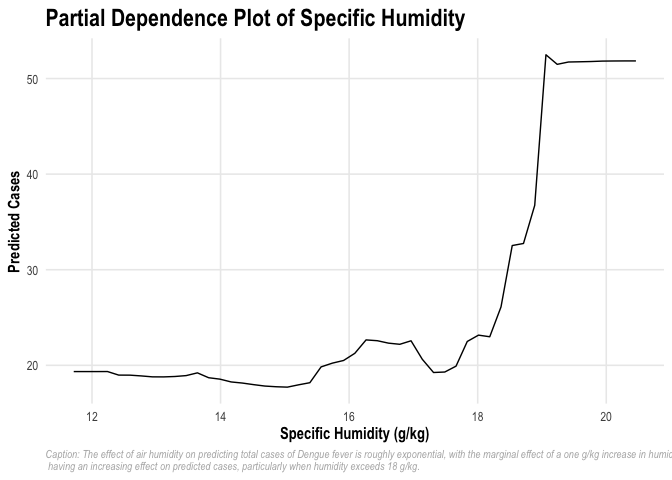 Partial Dependence Plot of Specific Humidity
50
40
30
20
Predicted Cases
12 14 16 18 20
Specific Humidity (g/kg)
Caption: The effect of air humidity on predicting total cases of Dengue fever is roughly exponential, with the marginal effect of a one g/kg increase in
having an increasing effect on predicted cases, particularly when humidity exceeds 18 g/kg.